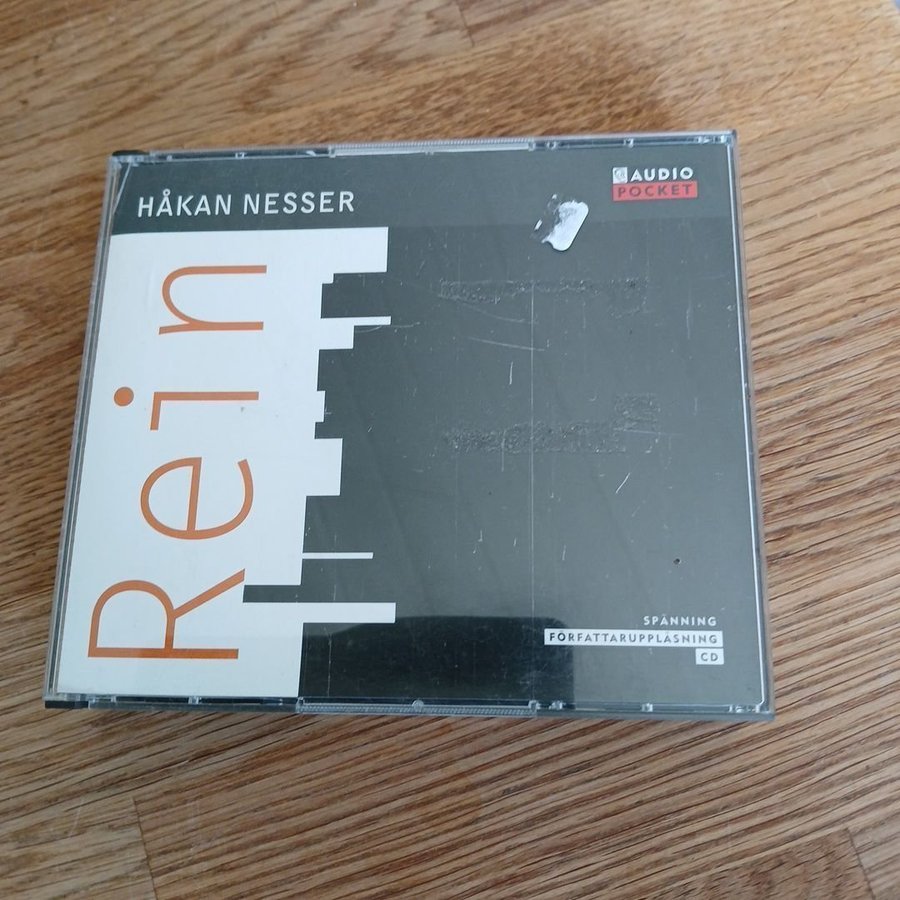 HÅKAN NESSER
AUDIO
POCKET
Rein
SPÄNNING
FÖRFATTARUPPLÄSNING
CD